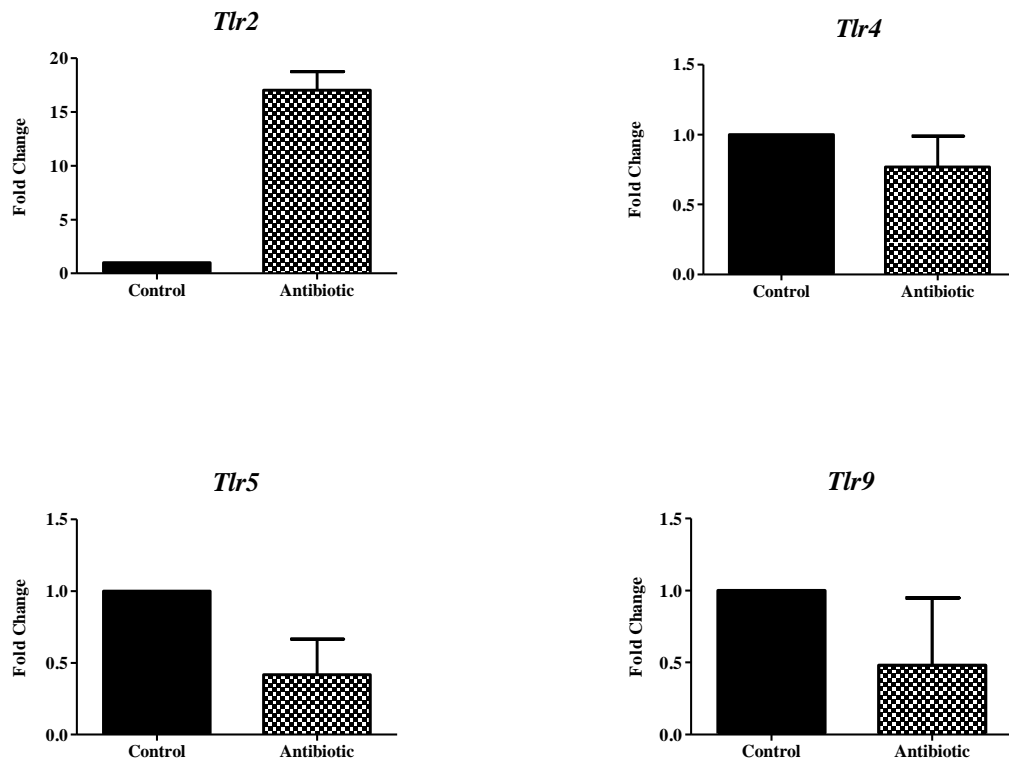 Tlr2
20
15
10
5
0
Fold Change
Control Antibiotic
Tlr4
1.5
1.0
0.5
0.0
Fold Change
Control Antibiotic
Tlr5
1.5
1.0
0.5
0.0
Fold Change
Control Antibiotic
Tlr9
1.5
1.0
0.5
0.0
Fold Change
Control Antibiotic